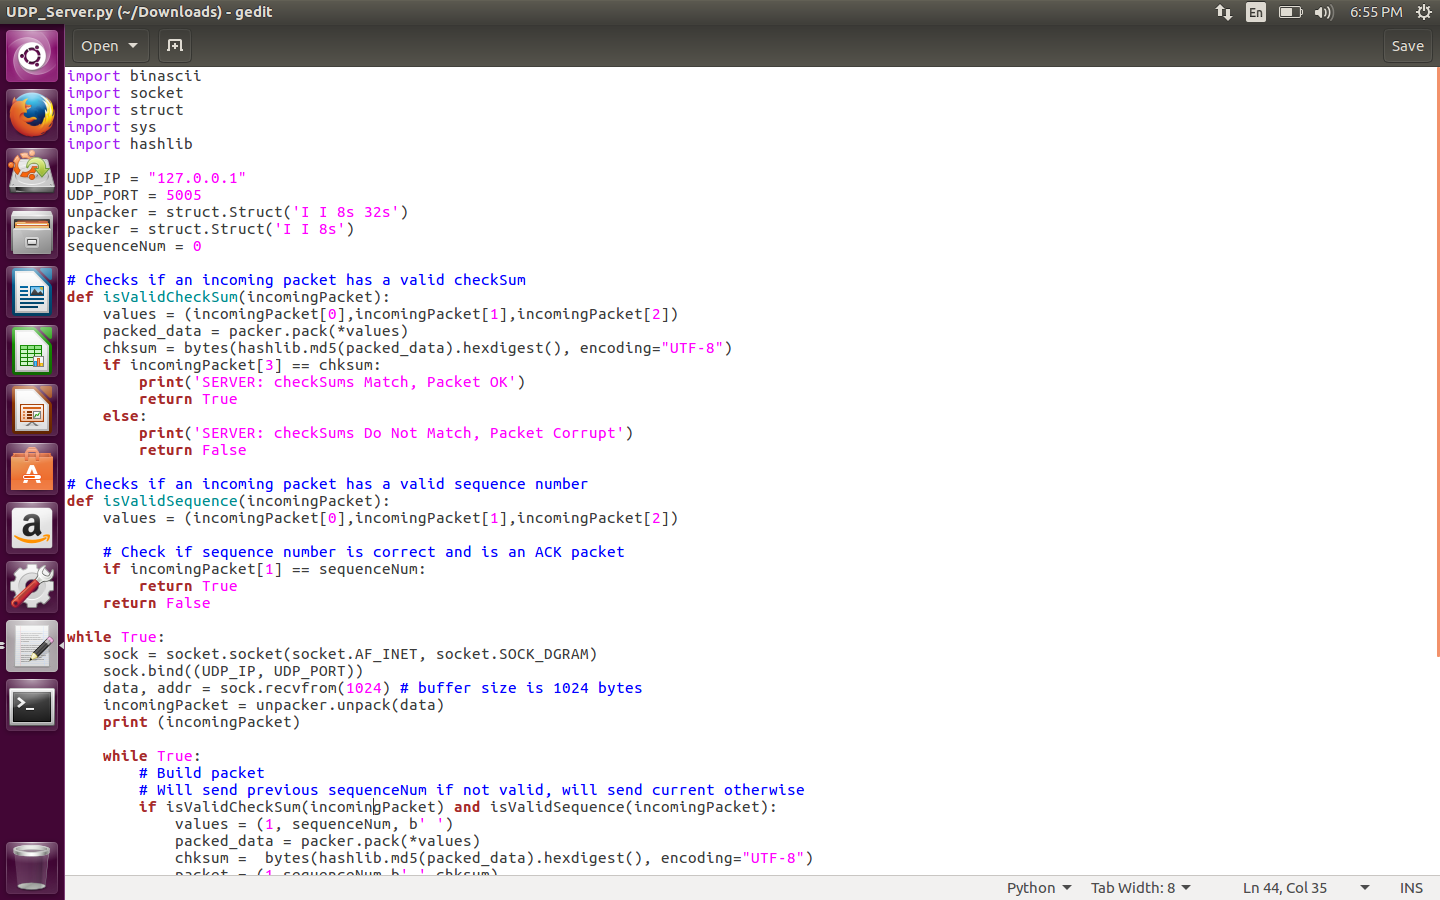 UDP_Server.py (~/Downloads) - gedit
En
6:55 PM
Open
Save
import binascii
import socket
import struct
import sys
import hashlib
UDP_IP = "127.0.0.1"
UDP_PORT = 5005
unpacker = struct.Struct('I I 8s 32s')
packer = struct.Struct('I I 8s')
sequenceNum = 0
# Checks if an incoming packet has a valid checkSum
def isValidCheckSum(incomingPacket):
    values = (incomingPacket[0],incomingPacket[1],incomingPacket[2])
    packed_data = packer.pack(*values)
    chksum = bytes(hashlib.md5(packed_data).hexdigest(), encoding="UTF-8")
    if incomingPacket[3] == chksum:
        print('SERVER: checkSums Match, Packet OK')
        return True
    else:
        print('SERVER: checkSums Do Not Match, Packet Corrupt')
        return False
# Checks if an incoming packet has a valid sequence number
def isValidSequence(incomingPacket):
    values = (incomingPacket[0],incomingPacket[1],incomingPacket[2])
    # Check if sequence number is correct and is an ACK packet
    if incomingPacket[1] == sequenceNum:
        return True
    return False
while True:
    sock = socket.socket(socket.AF_INET, socket.SOCK_DGRAM)
    sock.bind((UDP_IP, UDP_PORT))
    data, addr = sock.recvfrom(1024) # buffer size is 1024 bytes
    incomingPacket = unpacker.unpack(data)
    print (incomingPacket)
    while True:
        # Build packet
        # Will send previous sequenceNum if not valid, will send current otherwise
        if isValidCheckSum(incomingPacket) and isValidSequence(incomingPacket):
            values = (1, sequenceNum, b' ')
            packed_data = packer.pack(*values)
            chksum =  bytes(hashlib.md5(packed_data).hexdigest(), encoding="UTF-8")
            packet = (1,sequenceNum,b' ',chksum)
Python
Tab Width: 8
Ln 44, Col 35
INS